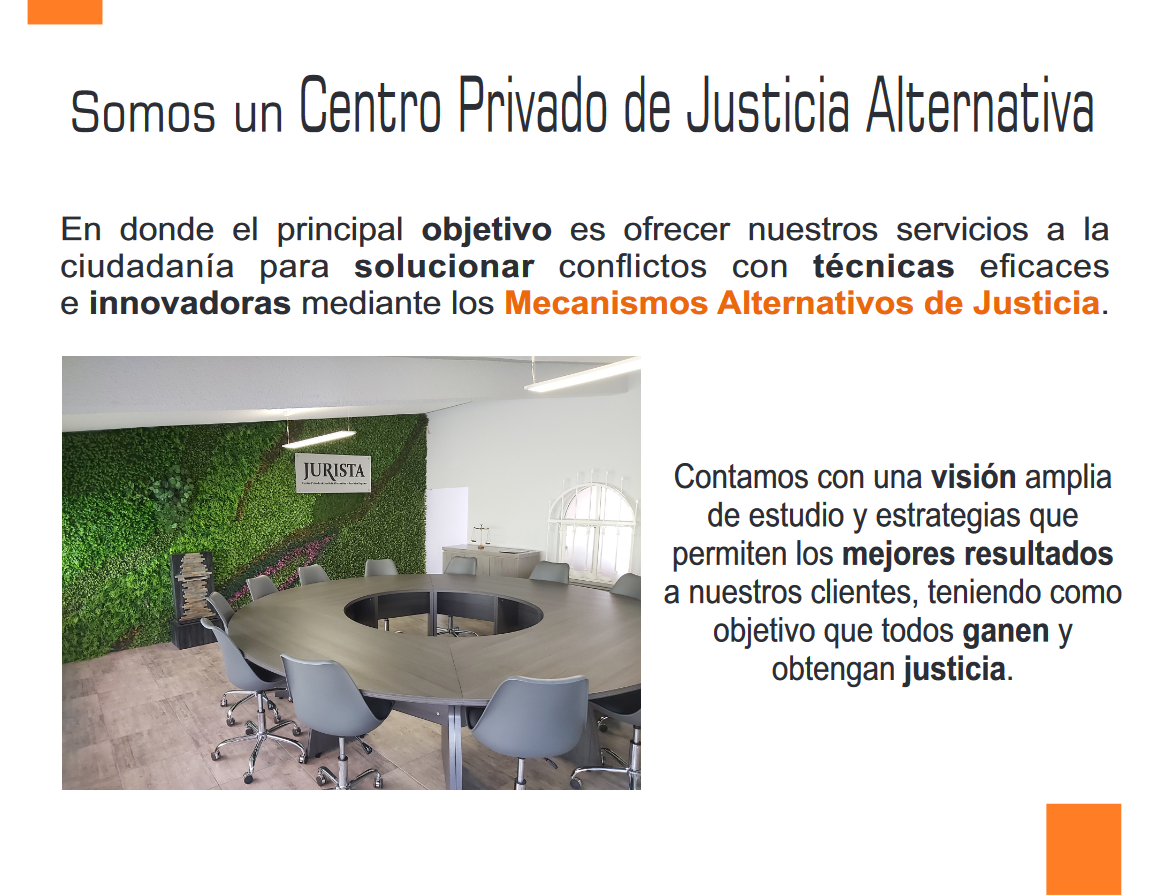 Somos un Centro Privado de Justicia Alternativa
En donde el principal objetivo es ofrecer nuestros servicios a la
ciudadanía para solucionar conflictos con técnicas eficaces
e innovadoras mediante los Mecanismos Alternativos de Justicia.
JURISTA
Contamos con una visión amplia
de estudio y estrategias que
permiten los mejores resultados
a nuestros clientes, teniendo como
objetivo que todos ganen y
obtengan justicia.